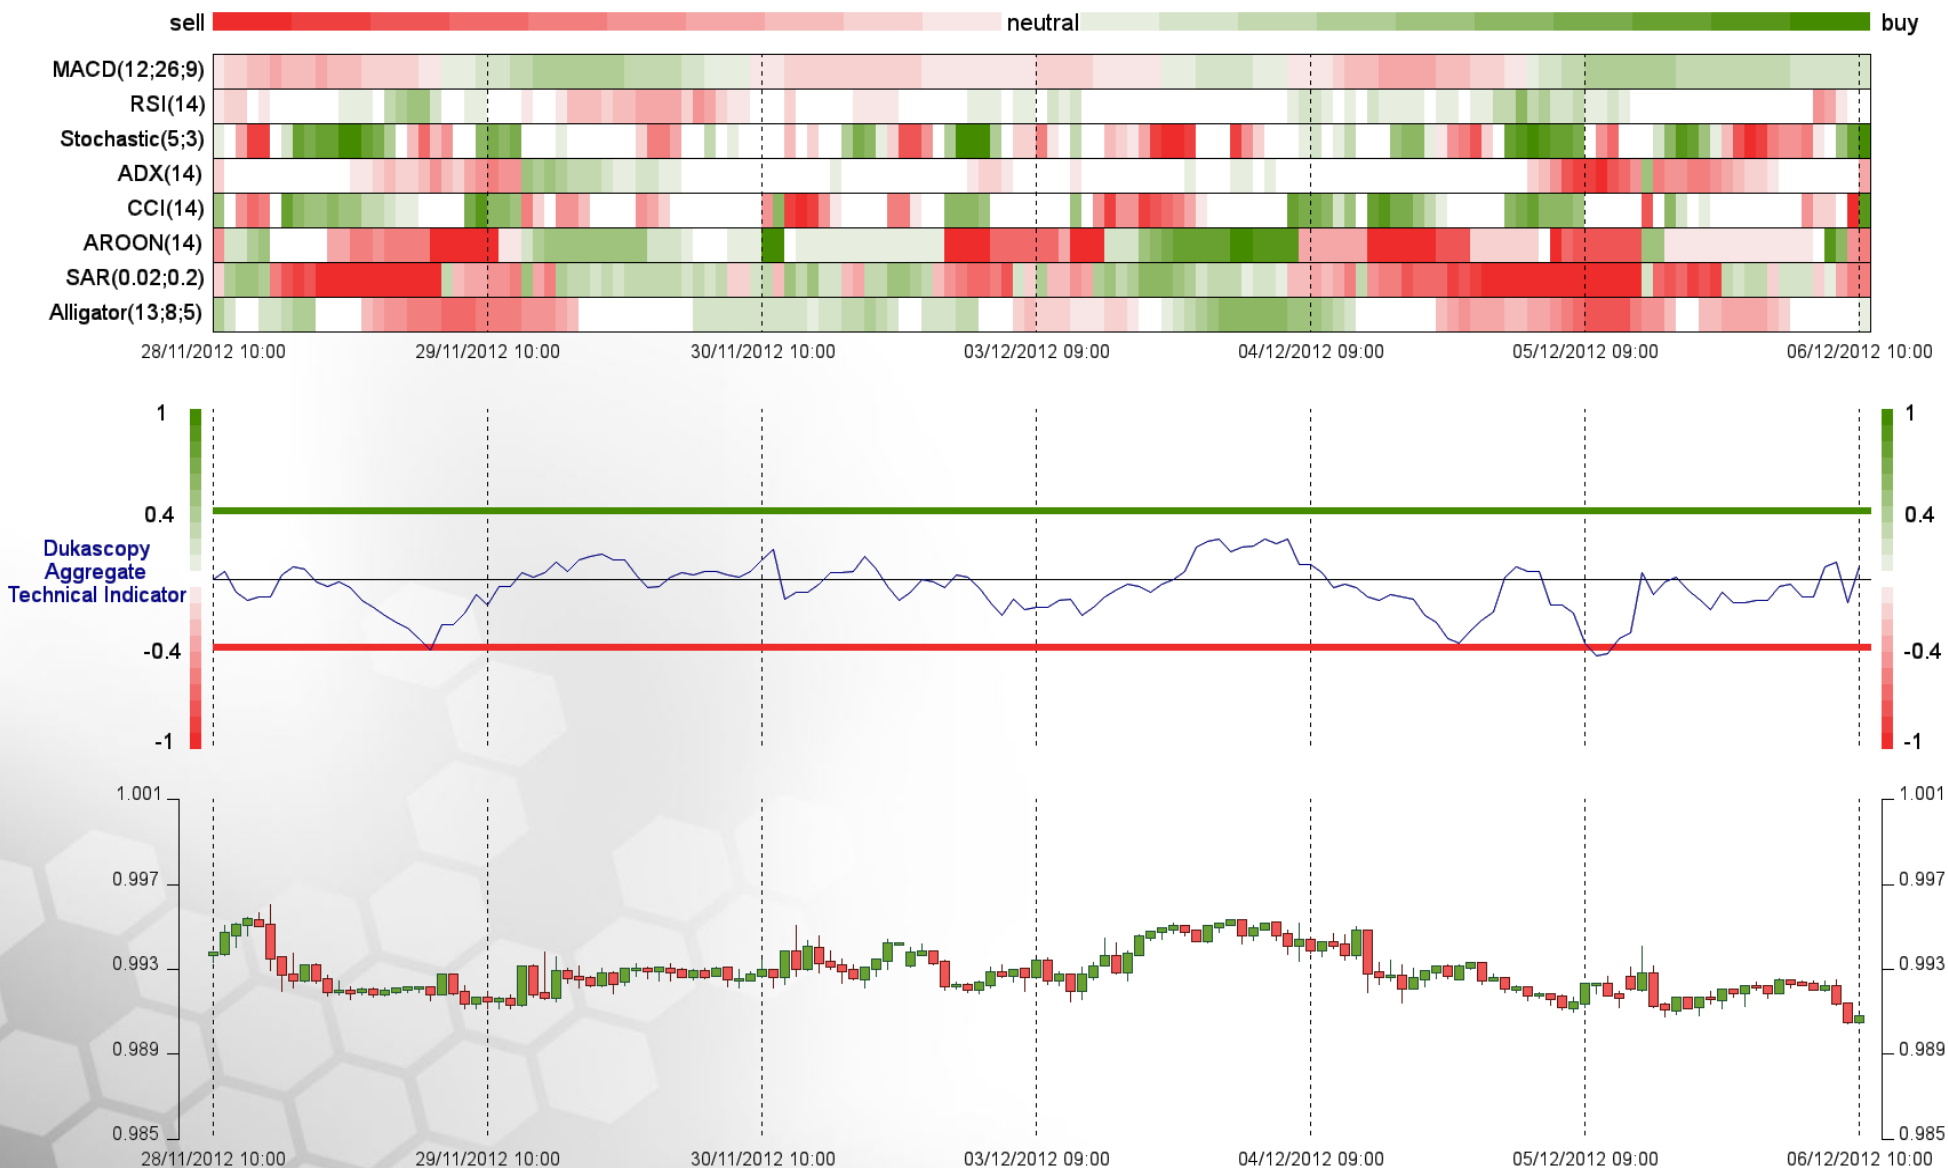 sell neutral buy
MACD(12;26;9)
RSI(14)
Stochastic(5;3)
ADX(14)
CCI(14)
AROON(14)
SAR(0.02;0.2)
Alligator(13;8;5)
28/11/2012 10:00 29/11/2012 10:00 30/11/2012 10:00 03/12/2012 09:00 04/12/2012 09:00 05/12/2012 09:00 06/12/2012 10:00
1 1
0.4 0.4
Dukascopy
Aggregate
Technical Indicator
-0.4 -0.4
-1 -1
1.001 1.001
0.997 0.997
0.993 0.993
0.989 0.989
0.985 0.985
28/11/2012 10:00 29/11/2012 10:00 30/11/2012 10:00 03/12/2012 09:00 04/12/2012 09:00 05/12/2012 09:00 06/12/2012 10:00